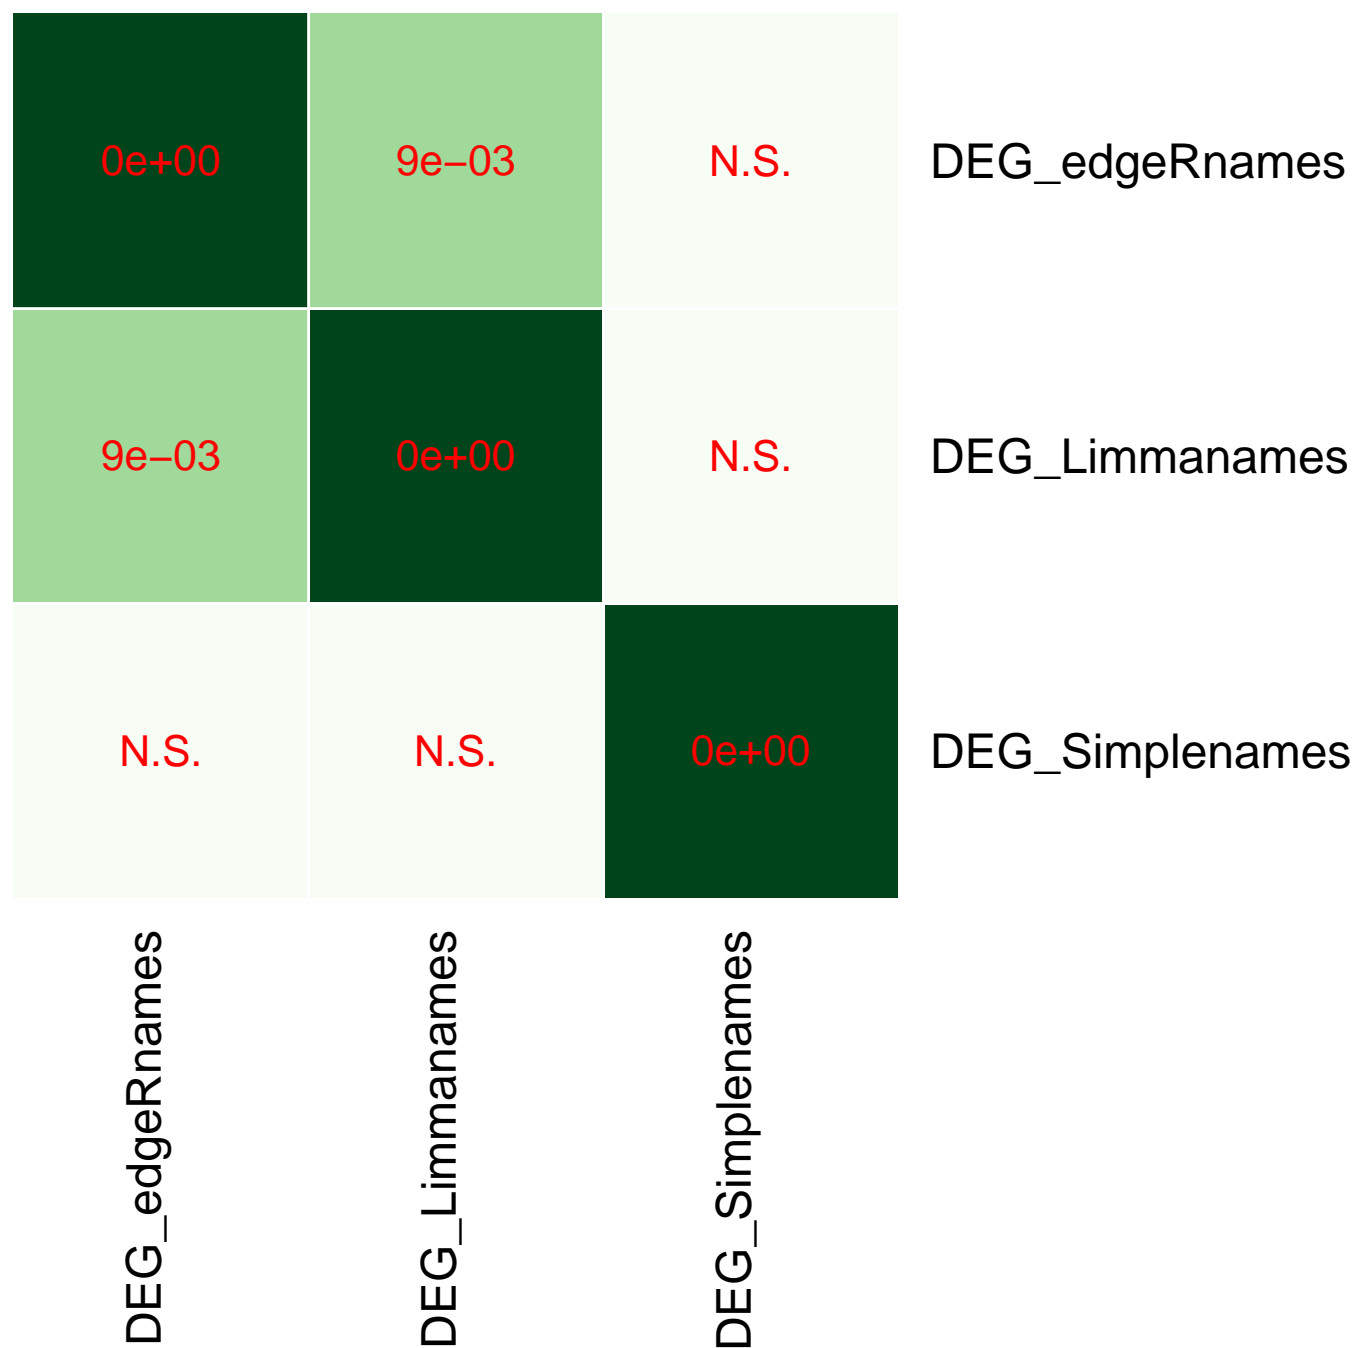 0e+00 9e−03 N.S. DEG_edgeRnames
9e−03 0e+00 N.S. DEG_Limmanames
N.S. N.S. 0e+00 DEG_Simplenames
DEG_edgeRnames
DEG_Limmanames
DEG_Simplenames